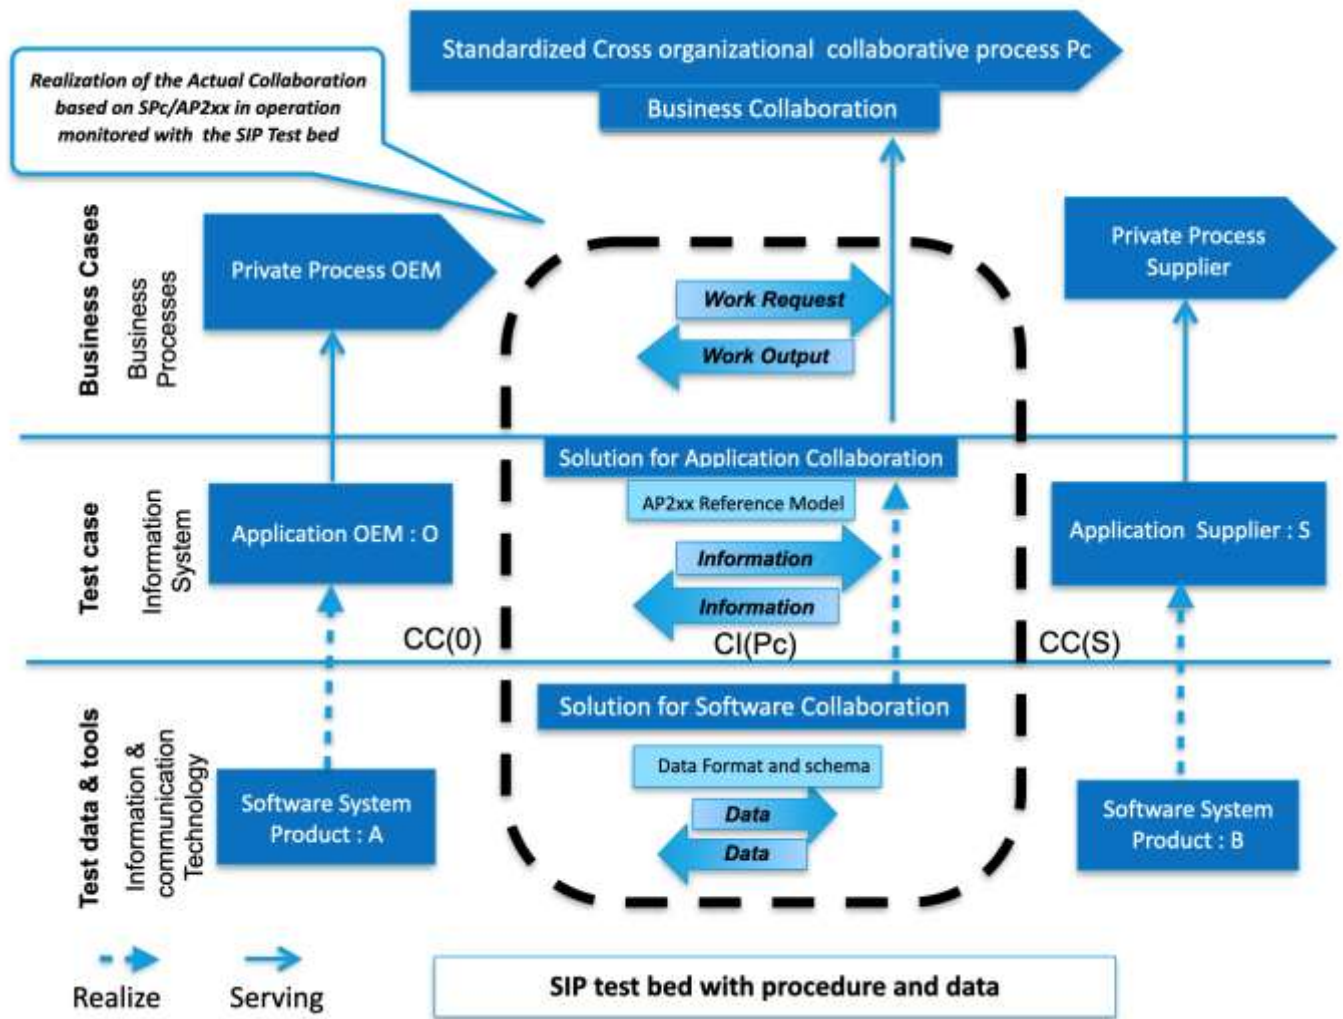 Standardized Cross organizational collaborative process Pc
Business Collaboration
Realization of the Actual Collaboration
based on SPc/AP2xx in operation
monitored with the SIP Test bed
Business Cases
Business
Processes
Private Process OEM
Work Request
Work Output
Private Process
Supplier
Test case
Information
System
Application OEM : O
Solution for Application Collaboration
AP2xx Reference Model
Information
Information
Application Supplier : S
CC(0)
CI(Pc)
CC(S)
Test data & tools
Information &
communication
Technology
Software System
Product : A
Solution for Software Collaboration
Data Format and schema
Data
Data
Software System
Product : B
Realize
Serving
SIP test bed with procedure and data